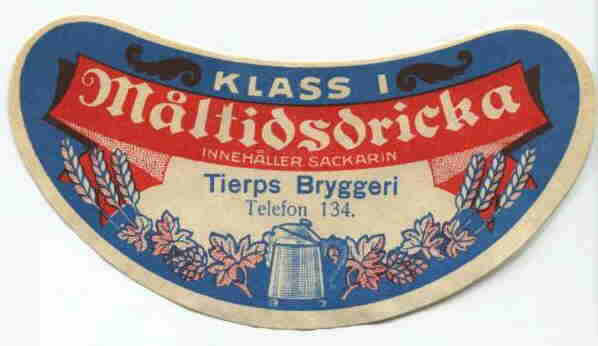 KLASS I
Måltidsdricka
INNEHÅLLER SACKARIN
Tierps Bryggeri
Telefon 134.